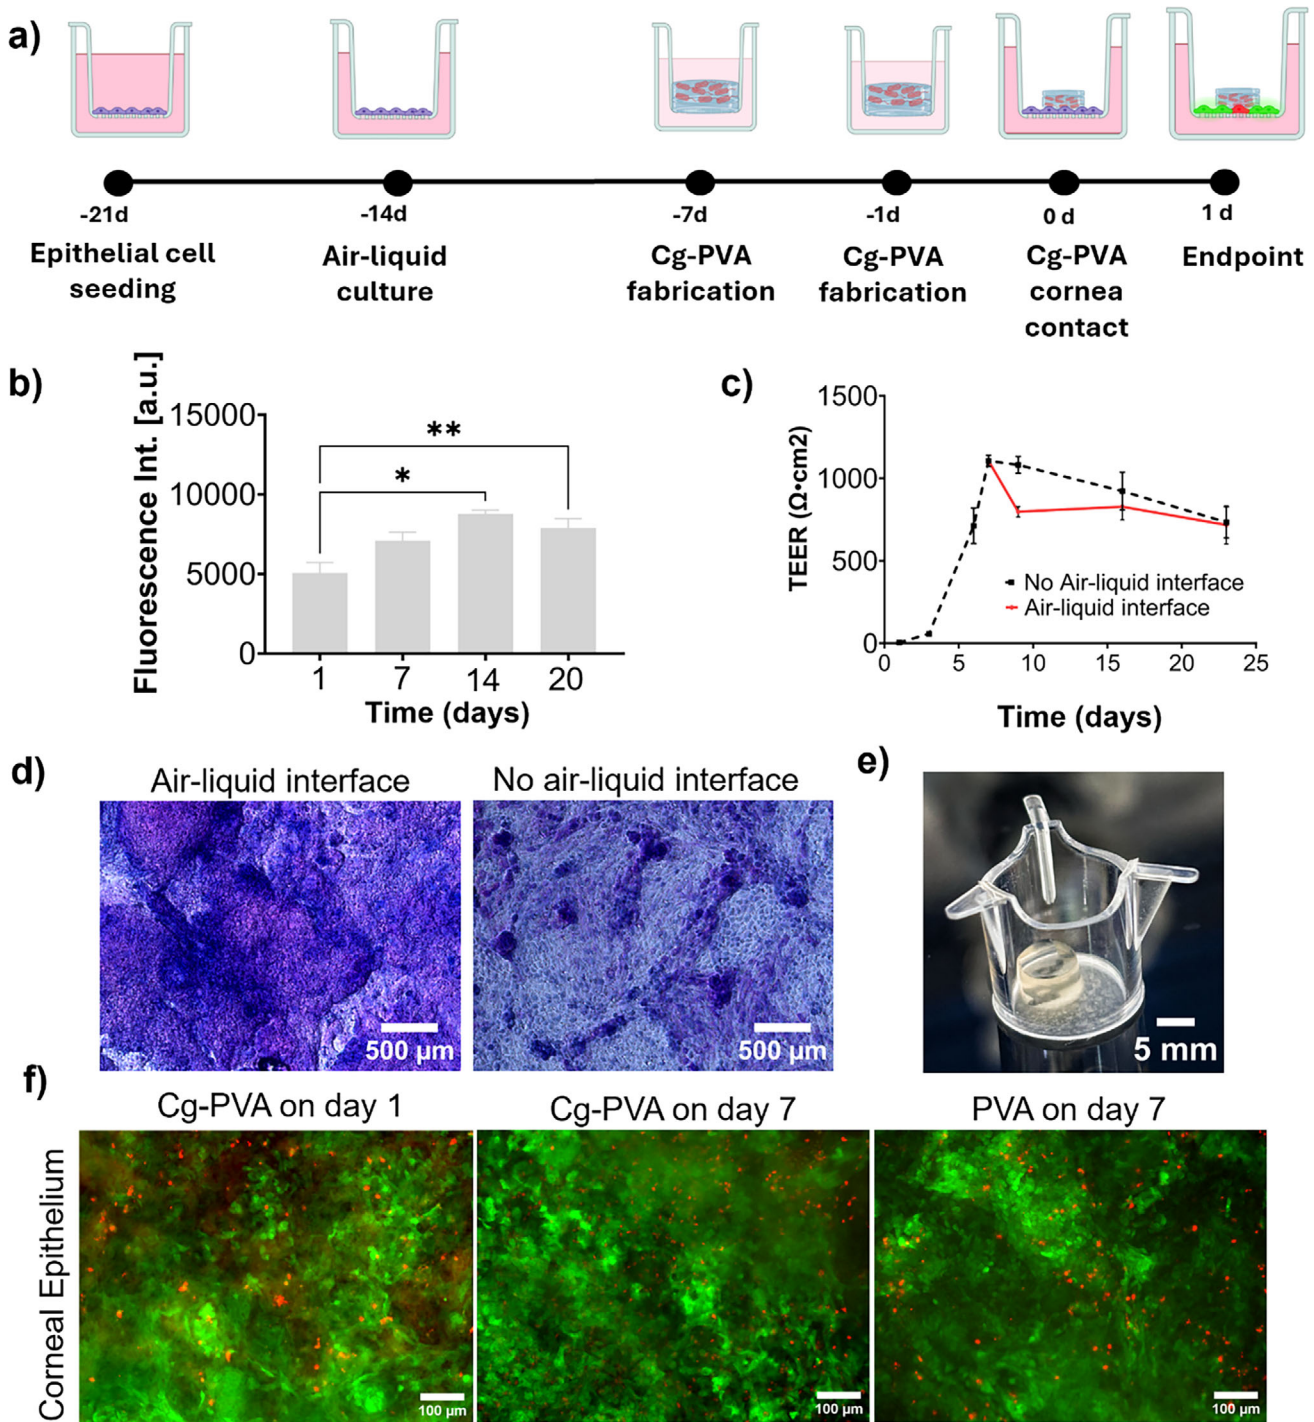 a)
-21d
-14d
-7d
-1d
0 d
1 d
Epithelial cell
seeding
Air-liquid
culture
Cg-PVA
fabrication
Cg-PVA
fabrication
Cg-PVA
cornea
contact
Endpoint
b)
Fluorescence Int. [a.u.]
15000
10000
5000
0
**
*
1 7 14 20
Time (days)
c)
TEER (Ω•cm2)
1500
1000
500
0
No Air-liquid interface
Air-liquid interface
0 5 10 15 20 25
Time (days)
d)
Air-liquid interface
No air-liquid interface
500 µm
500 µm
e)
5 mm
f)
Cg-PVA on day 1
Cg-PVA on day 7
PVA on day 7
Corneal Epithelium
100 µm
100 µm
100 µm